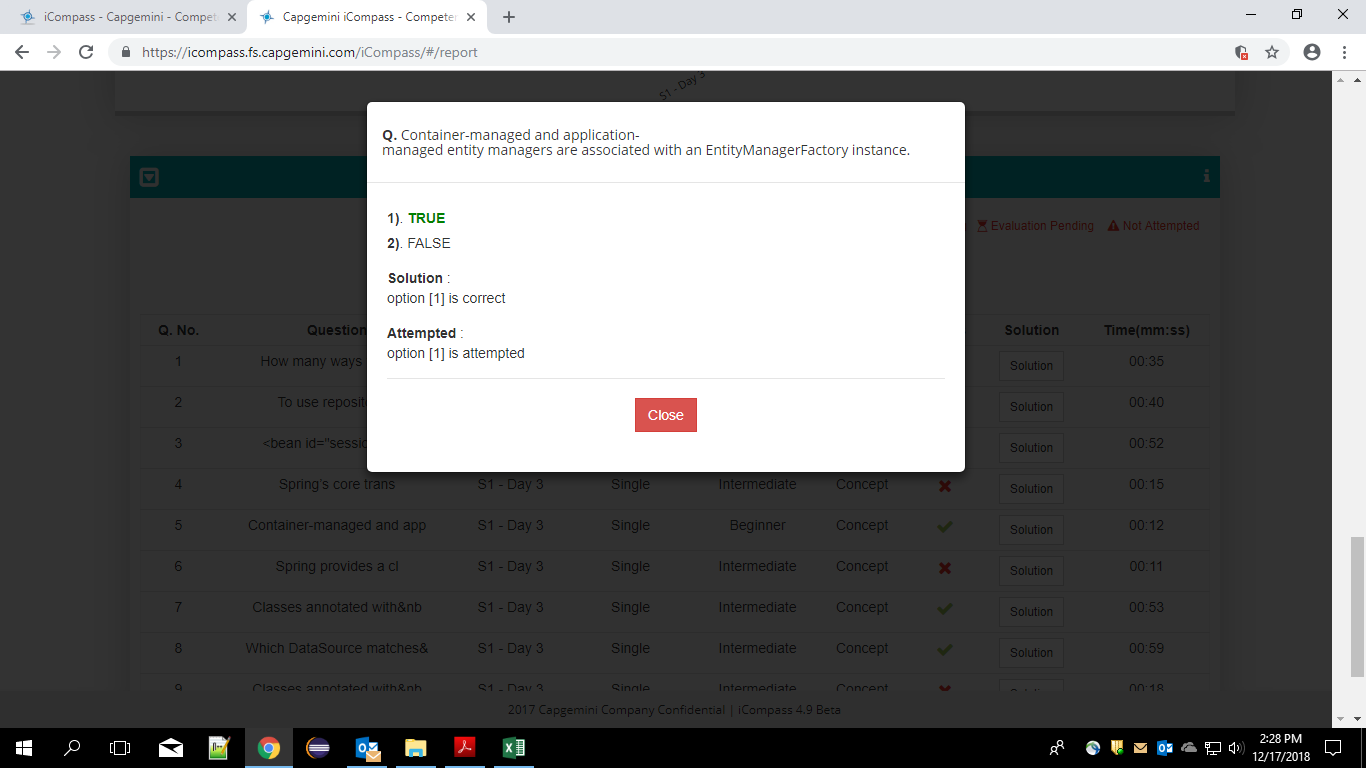 iCompass - Capgemini - Compet
Capgemini iCompass - Competer
https://icompass.fs.capgemini.com/iCompass/#/report
S1 - Day 3
Q. Container-managed and application-
managed entity managers are associated with an EntityManagerFactory instance.
1). TRUE
2). FALSE
Solution :
option [1] is correct
Attempted :
option [1] is attempted
Close
Evaluation Pending Not Attempted
Q. No. Question Solution Time(mm:ss)
1 How many ways Solution 00:35
2 To use reposit Solution 00:40
3 <bean id="sessio Solution 00:52
4 Spring's core trans S1 - Day 3 Single Intermediate Concept Solution 00:15
5 Container-managed and app S1 - Day 3 Single Beginner Concept Solution 00:12
6 Spring provides a cl S1 - Day 3 Single Intermediate Concept Solution 00:11
7 Classes annotated with&nb S1 - Day 3 Single Intermediate Concept Solution 00:53
8 Which DataSource matches& S1 - Day 3 Single Intermediate Concept Solution 00:59
9 Classes annotated with&nb S1 - Day 3 Single Intermediate Concept Solution 00:18
2017 Capgemini Company Confidential | iCompass 4.9 Beta
2:28 PM
12/17/2018